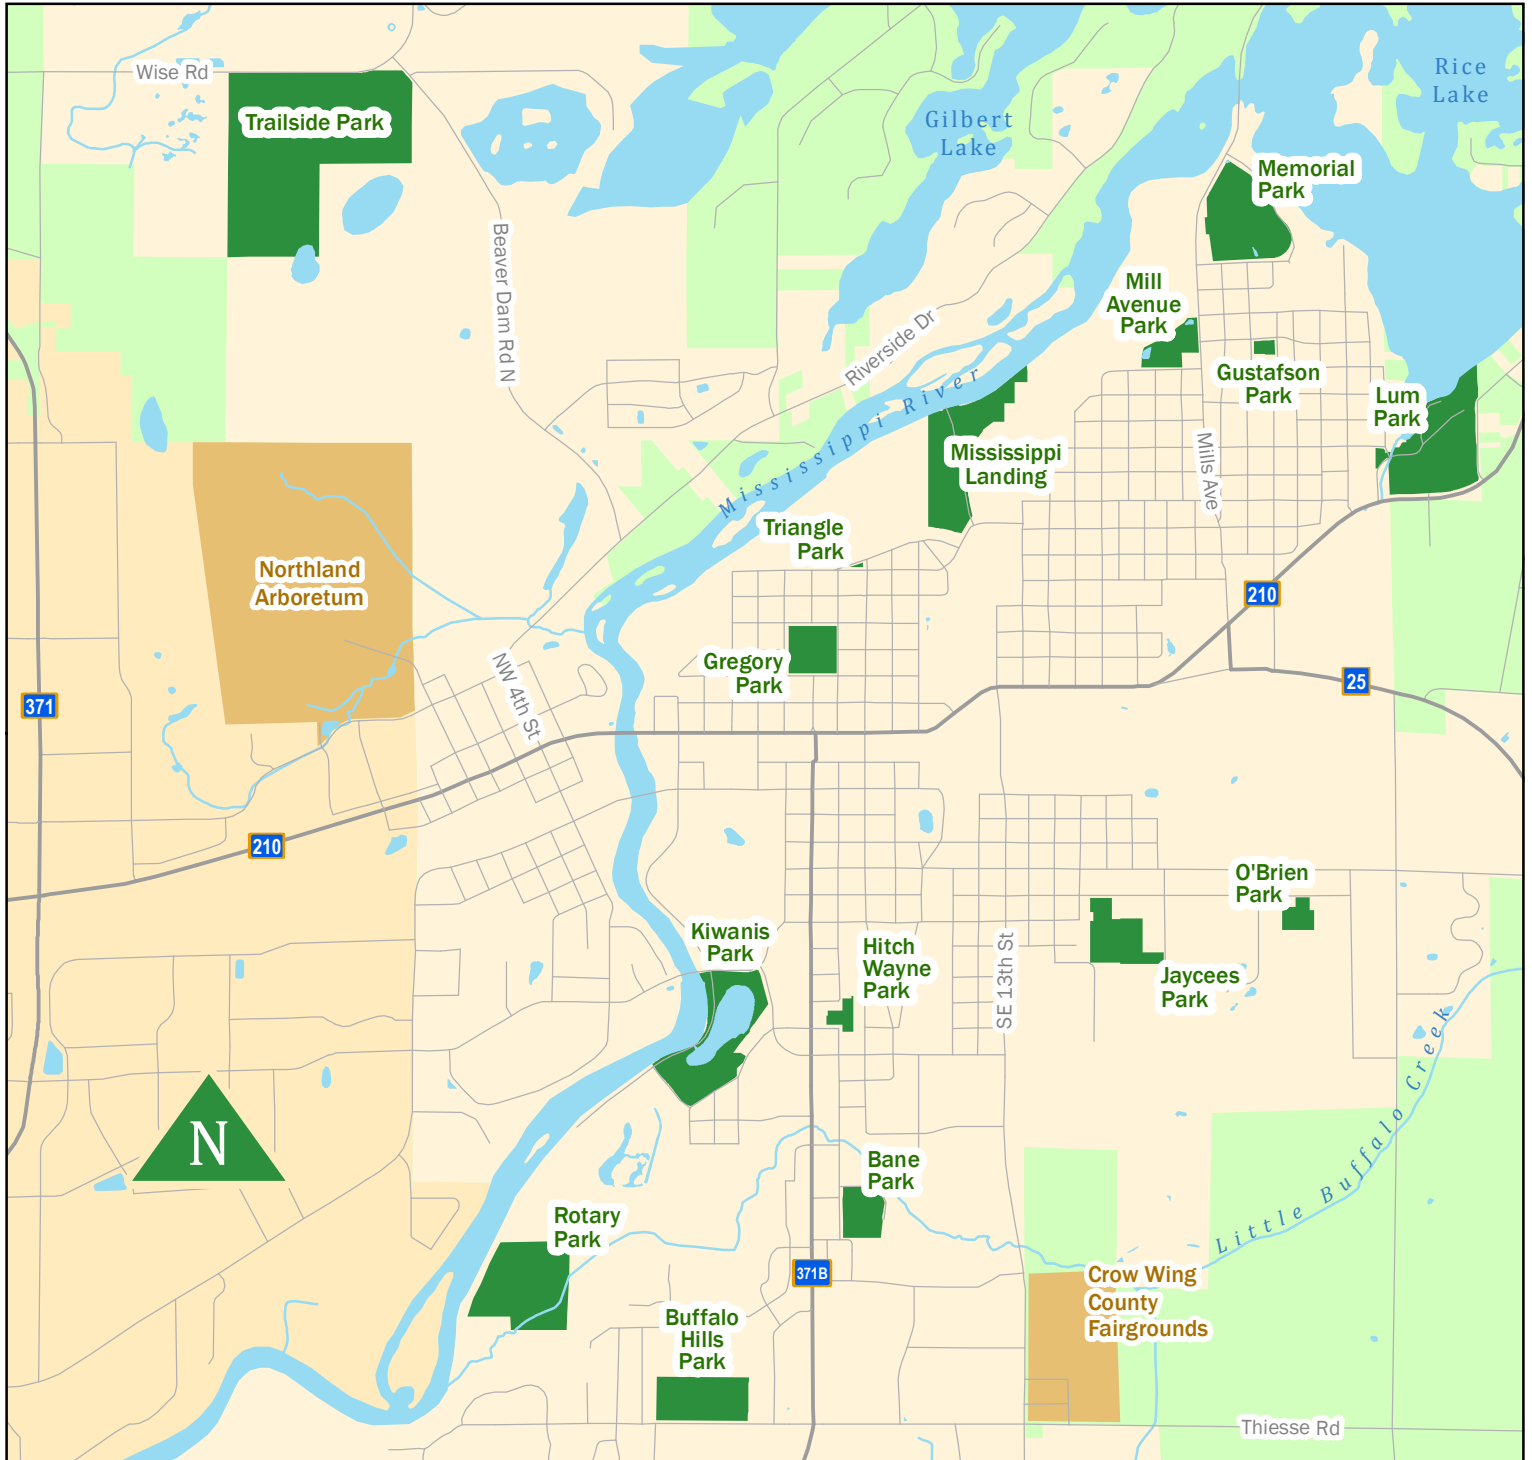 Wise Rd
Trailside Park
Gilbert
Lake
Rice
Lake
Memorial
Park
Beaver Dam Rd N
Mill
Avenue
Park
Riverside Dr
Gustafson
Park
Lum
Park
Mississippi River
Mississippi
Landing
Mills Ave
Triangle
Park
Northland
Arboretum
210
Gregory
Park
NW 4th St
25
371
210
O'Brien
Park
Kiwanis
Park
Hitch
Wayne
Park
SE 13th St
Jaycees
Park
Little Buffalo Creek
N
Bane
Park
Rotary
Park
371B
Crow Wing
County
Fairgrounds
Buffalo
Hills
Park
Thiesse Rd